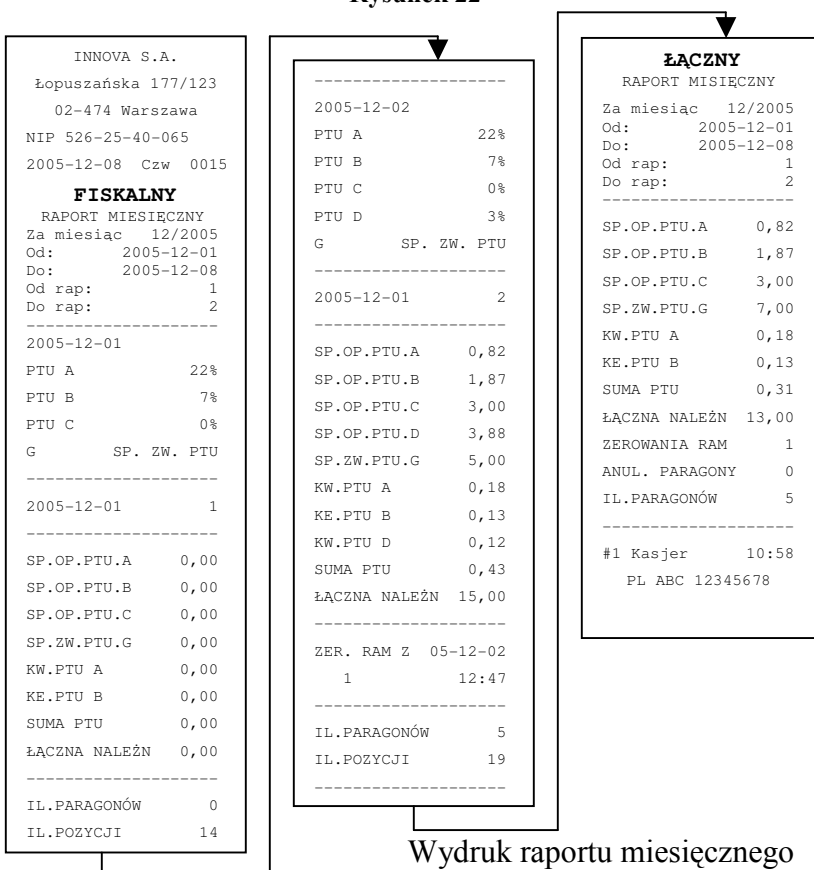 Rysunek 22
INNOVA S.A.
Łopuszańska 177/123
02-474 Warszawa
NIP 526-25-40-065
2005-12-08 Czw 0015
FISKALNY
RAPORT MIESIĘCZNY
Za miesiąc 12/2005
Od: 2005-12-01
Do: 2005-12-08
Od rap: 1
Do rap: 2
--------------------
2005-12-01
PTU A 22%
PTU B 7%
PTU C 0%
G SP. ZW. PTU
--------------------
2005-12-01 1
--------------------
SP.OP.PTU.A 0,00
SP.OP.PTU.B 0,00
SP.OP.PTU.C 0,00
SP.ZW.PTU.G 0,00
KW.PTU A 0,00
KE.PTU B 0,00
SUMA PTU 0,00
ŁĄCZNA NALEŻN 0,00
--------------------
IL.PARAGONÓW 0
IL.POZYCJI 14
--------------------
2005-12-02
PTU A 22%
PTU B 7%
PTU C 0%
PTU D 3%
G SP. ZW. PTU
--------------------
2005-12-01 2
--------------------
SP.OP.PTU.A 0,82
SP.OP.PTU.B 1,87
SP.OP.PTU.C 3,00
SP.OP.PTU.D 3,88
SP.ZW.PTU.G 5,00
KW.PTU A 0,18
KE.PTU B 0,13
KW.PTU D 0,12
SUMA PTU 0,43
ŁĄCZNA NALEŻN 15,00
--------------------
ZER. RAM Z 05-12-02
1 12:47
--------------------
IL.PARAGONÓW 5
IL.POZYCJI 19
--------------------
ŁĄCZNY
RAPORT MISIĘCZNY
Za miesiąc 12/2005
Od: 2005-12-01
Do: 2005-12-08
Od rap: 1
Do rap: 2
--------------------
SP.OP.PTU.A 0,82
SP.OP.PTU.B 1,87
SP.OP.PTU.C 3,00
SP.ZW.PTU.G 7,00
KW.PTU A 0,18
KE.PTU B 0,13
SUMA PTU 0,31
ŁĄCZNA NALEŻN 13,00
ZEROWANIA RAM 1
ANUL. PARAGONY 0
IL.PARAGONÓW 5
--------------------
#1 Kasjer 10:58
PL ABC 12345678
Wydruk raportu miesięcznego